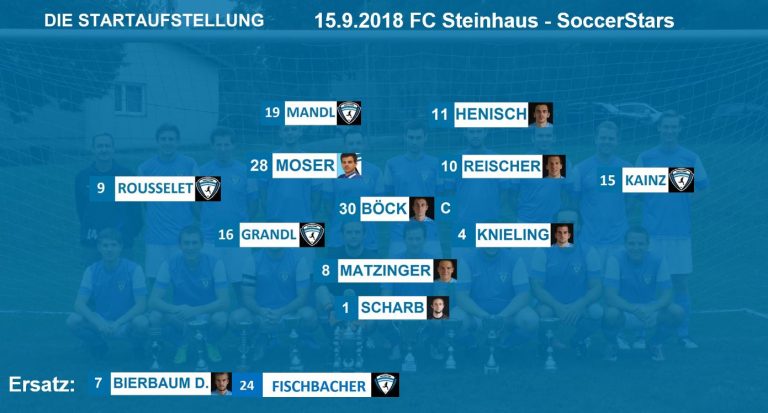 DIE STARTAUFSTELLUNG 15.9.2018 FC Steinhaus - SoccerStars
19 MANDL 11 HENISCH
28 MOSER 10 REISCHER
9 ROUSSELET 15 KAINZ
30 BÖCK C
16 GRANDL 4 KNIELING
8 MATZINGER
1 SCHARB
Ersatz: 7 BIERBAUM D. 24 FISCHBACHER